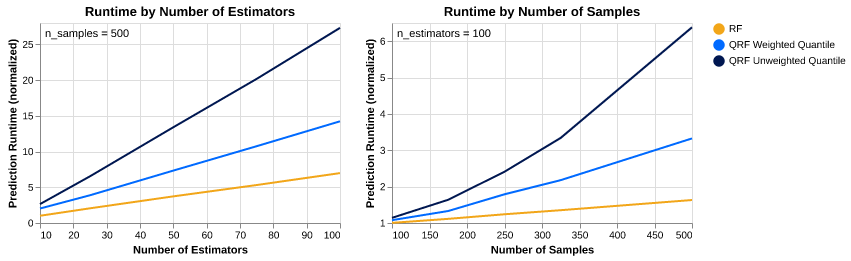 Runtime by Number of Estimators
n_samples = 500
Prediction Runtime (normalized)
25
20
15
10
5
0
10 20 30 40 50 60 70 80 90 100
Number of Estimators
Runtime by Number of Samples
n_estimators = 100
Prediction Runtime (normalized)
6
5
4
3
2
1
100 150 200 250 300 350 400 450 500
Number of Samples
RF
QRF Weighted Quantile
QRF Unweighted Quantile